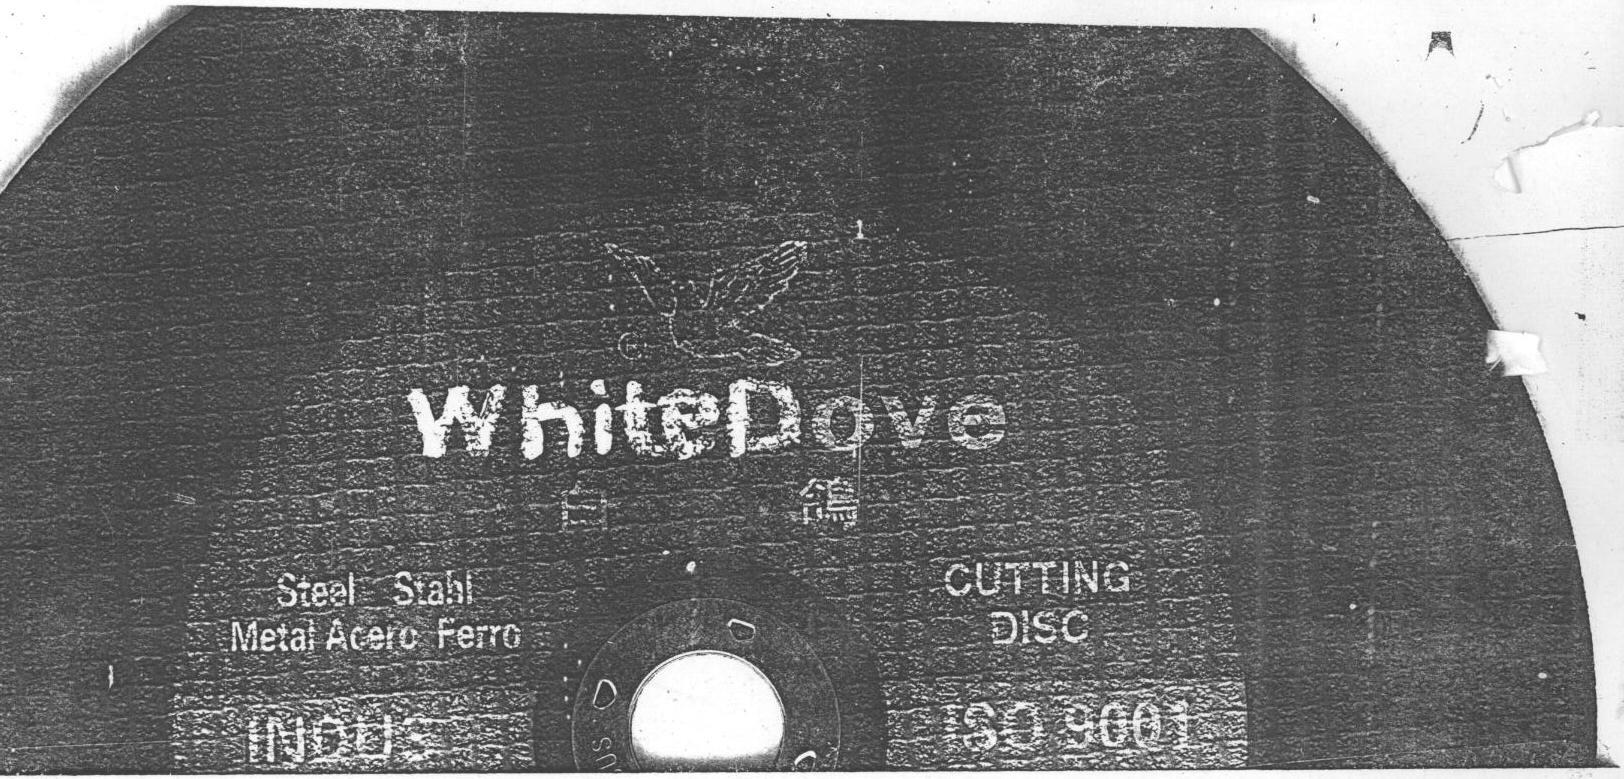 ®
WhiteDove
白 鴿
Steel Stahl
Metal Acero Ferro
CUTTING
DISC
INDUS
ISO 9001